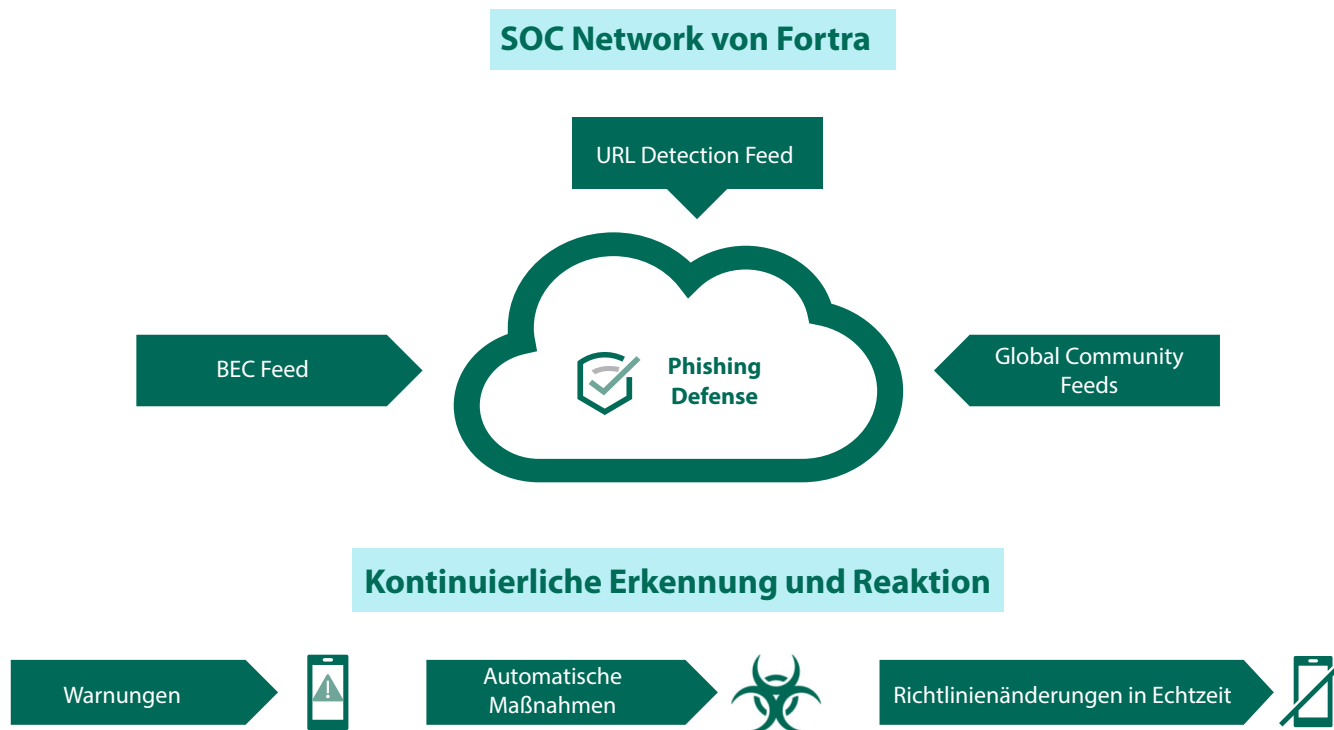 SOC Network von Fortra
URL Detection Feed
BEC Feed
Phishing
Defense
Global Community
Feeds
Kontinuierliche Erkennung und Reaktion
Warnungen
Automatische
Maßnahmen
Richtlinienänderungen in Echtzeit